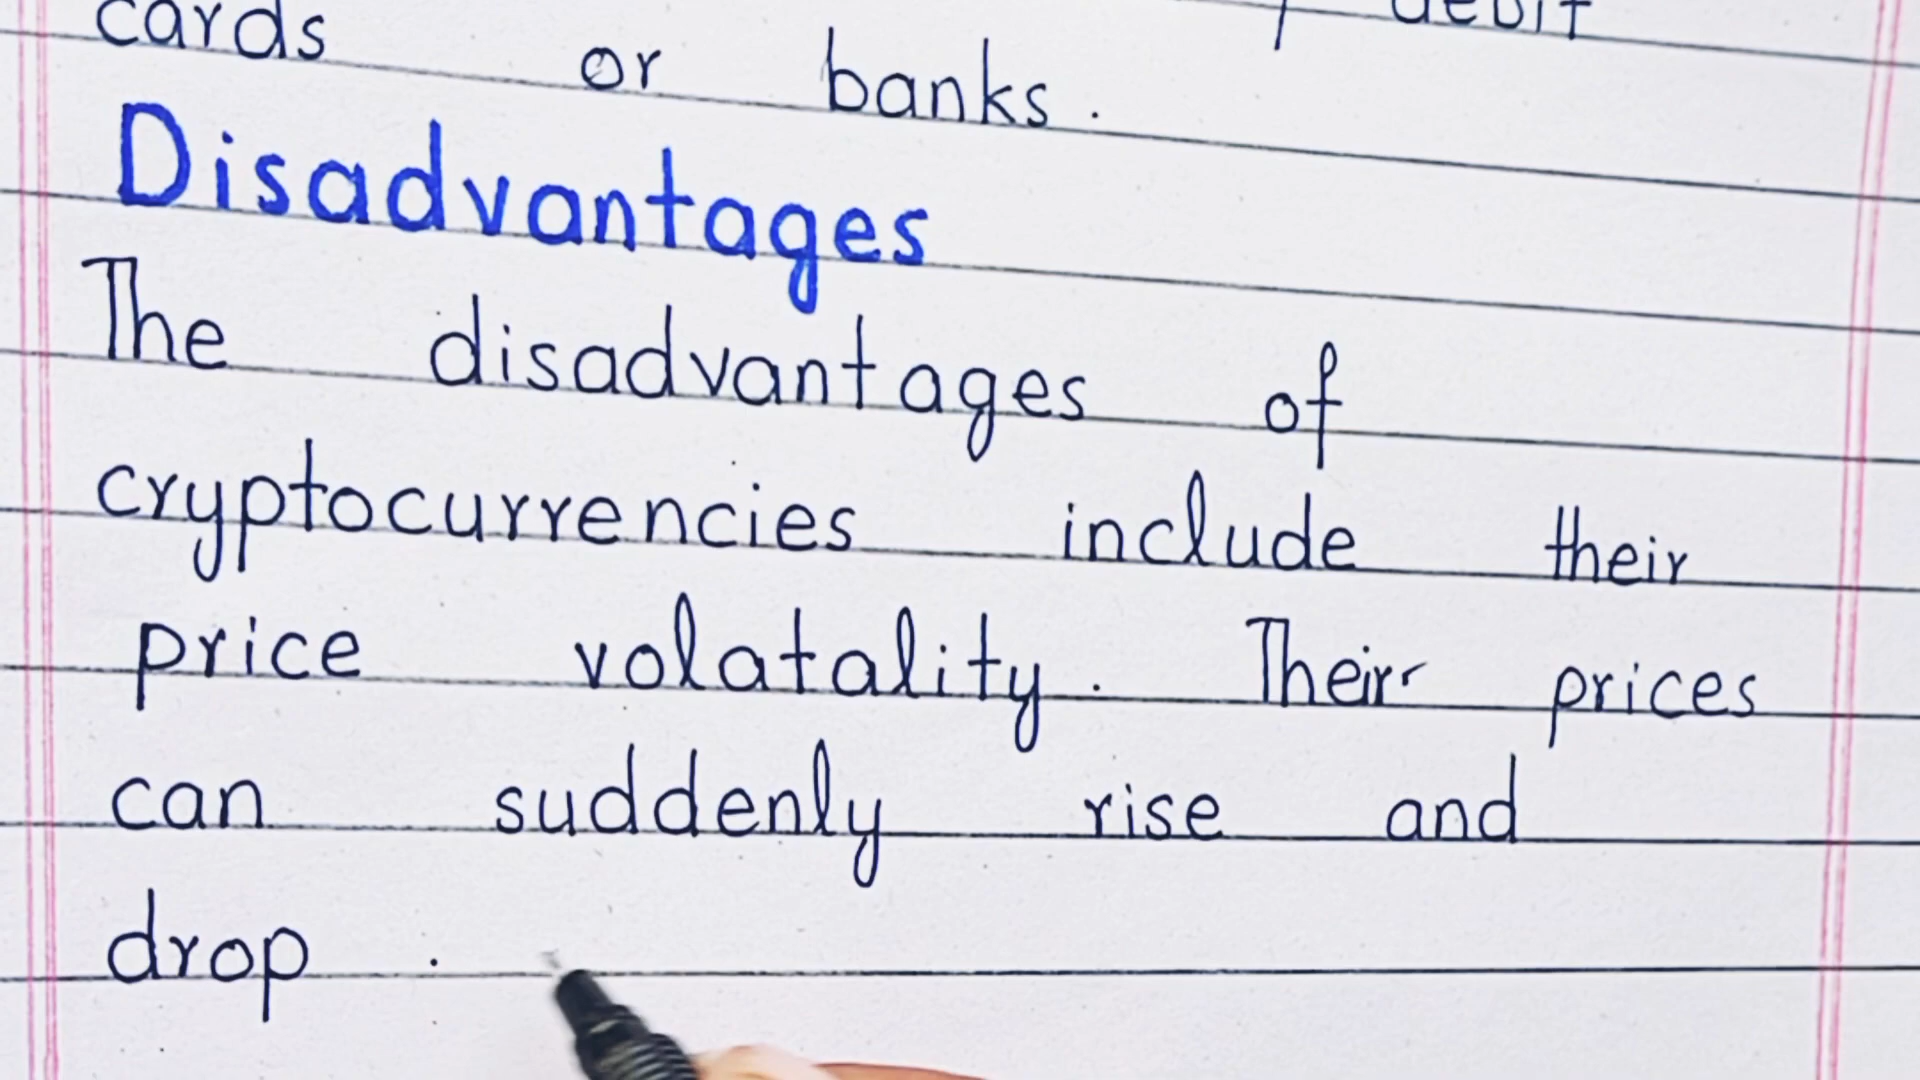 debit
cards or banks.
Disadvantages
The disadvantages of
cryptocurrencies include their
price volatality. Their prices
can suddenly rise and
drop.